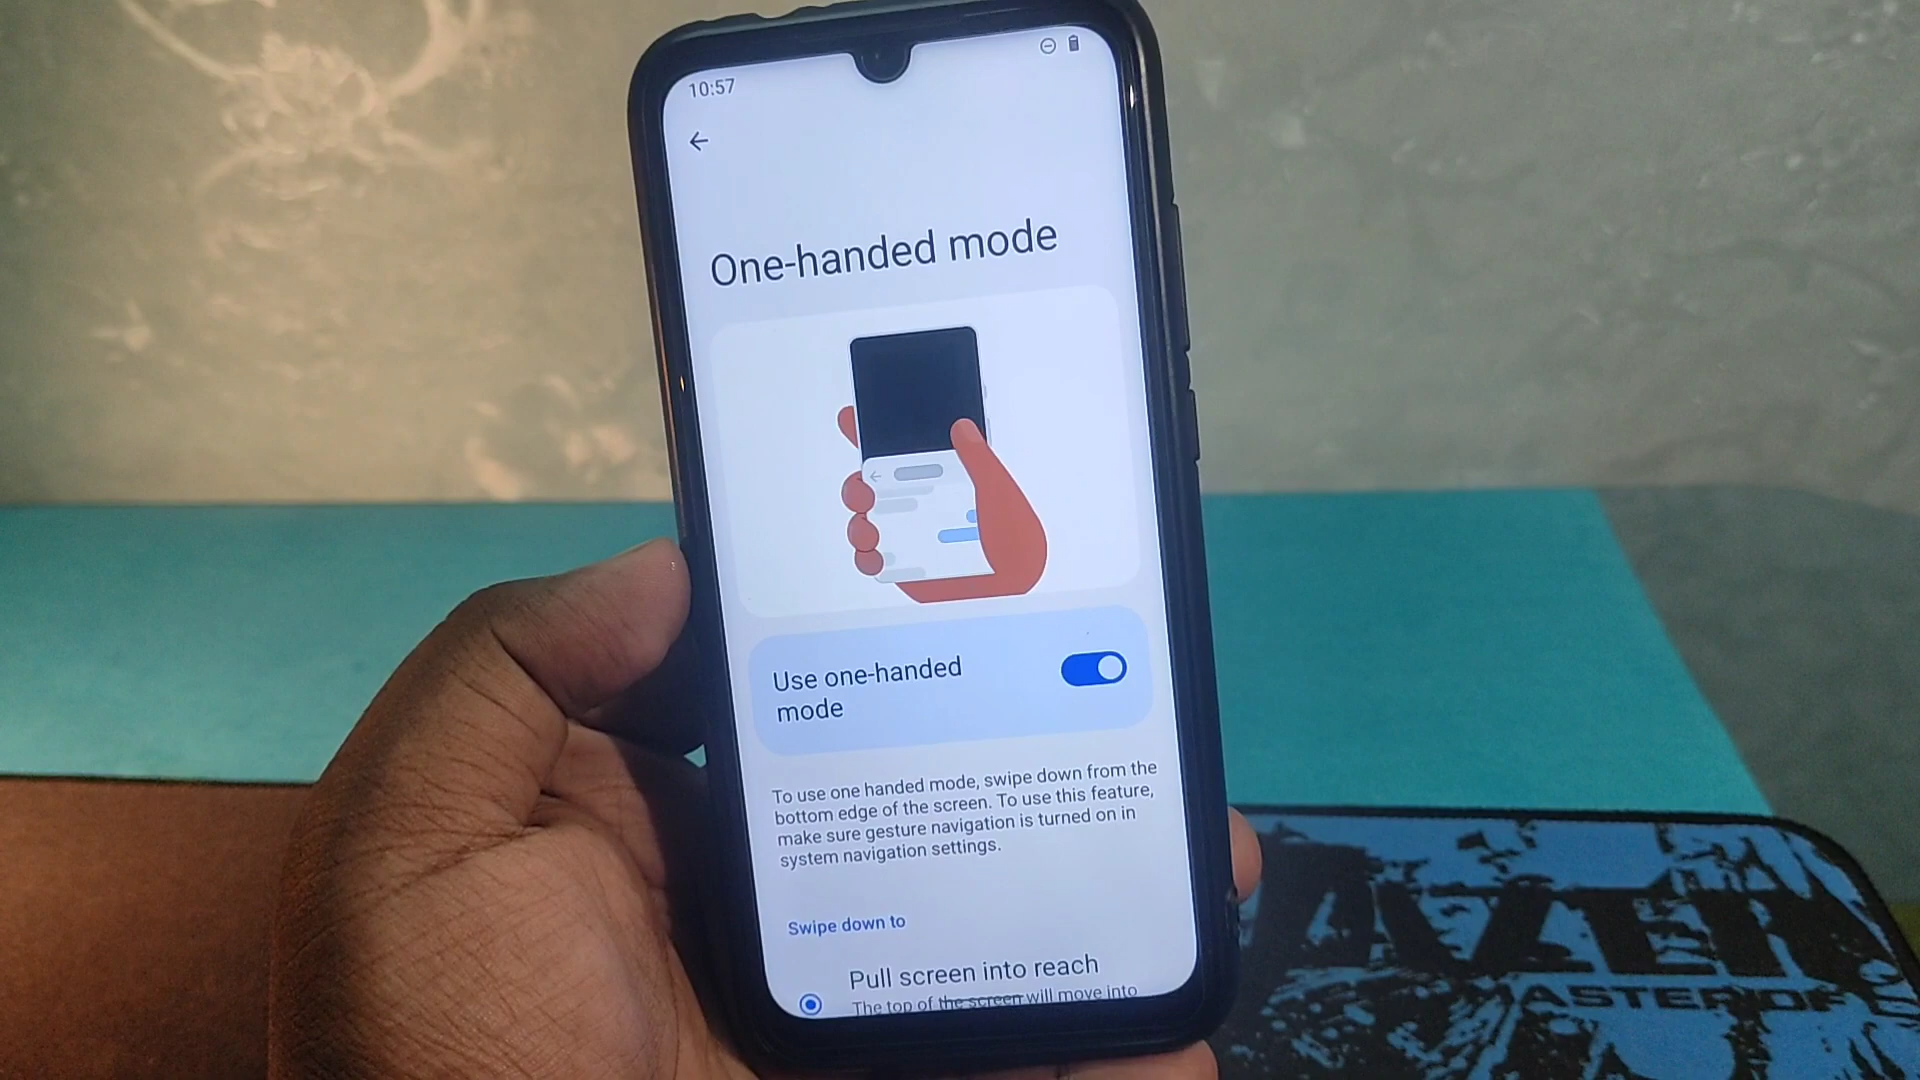 10:57
One-handed mode
Use one-handed
mode
To use one handed mode, swipe down from the
bottom edge of the screen. To use this feature,
make sure gesture navigation is turned on in
system navigation settings.
Swipe down to
Pull screen into reach
The top of the screen will move into
ASTER OF S